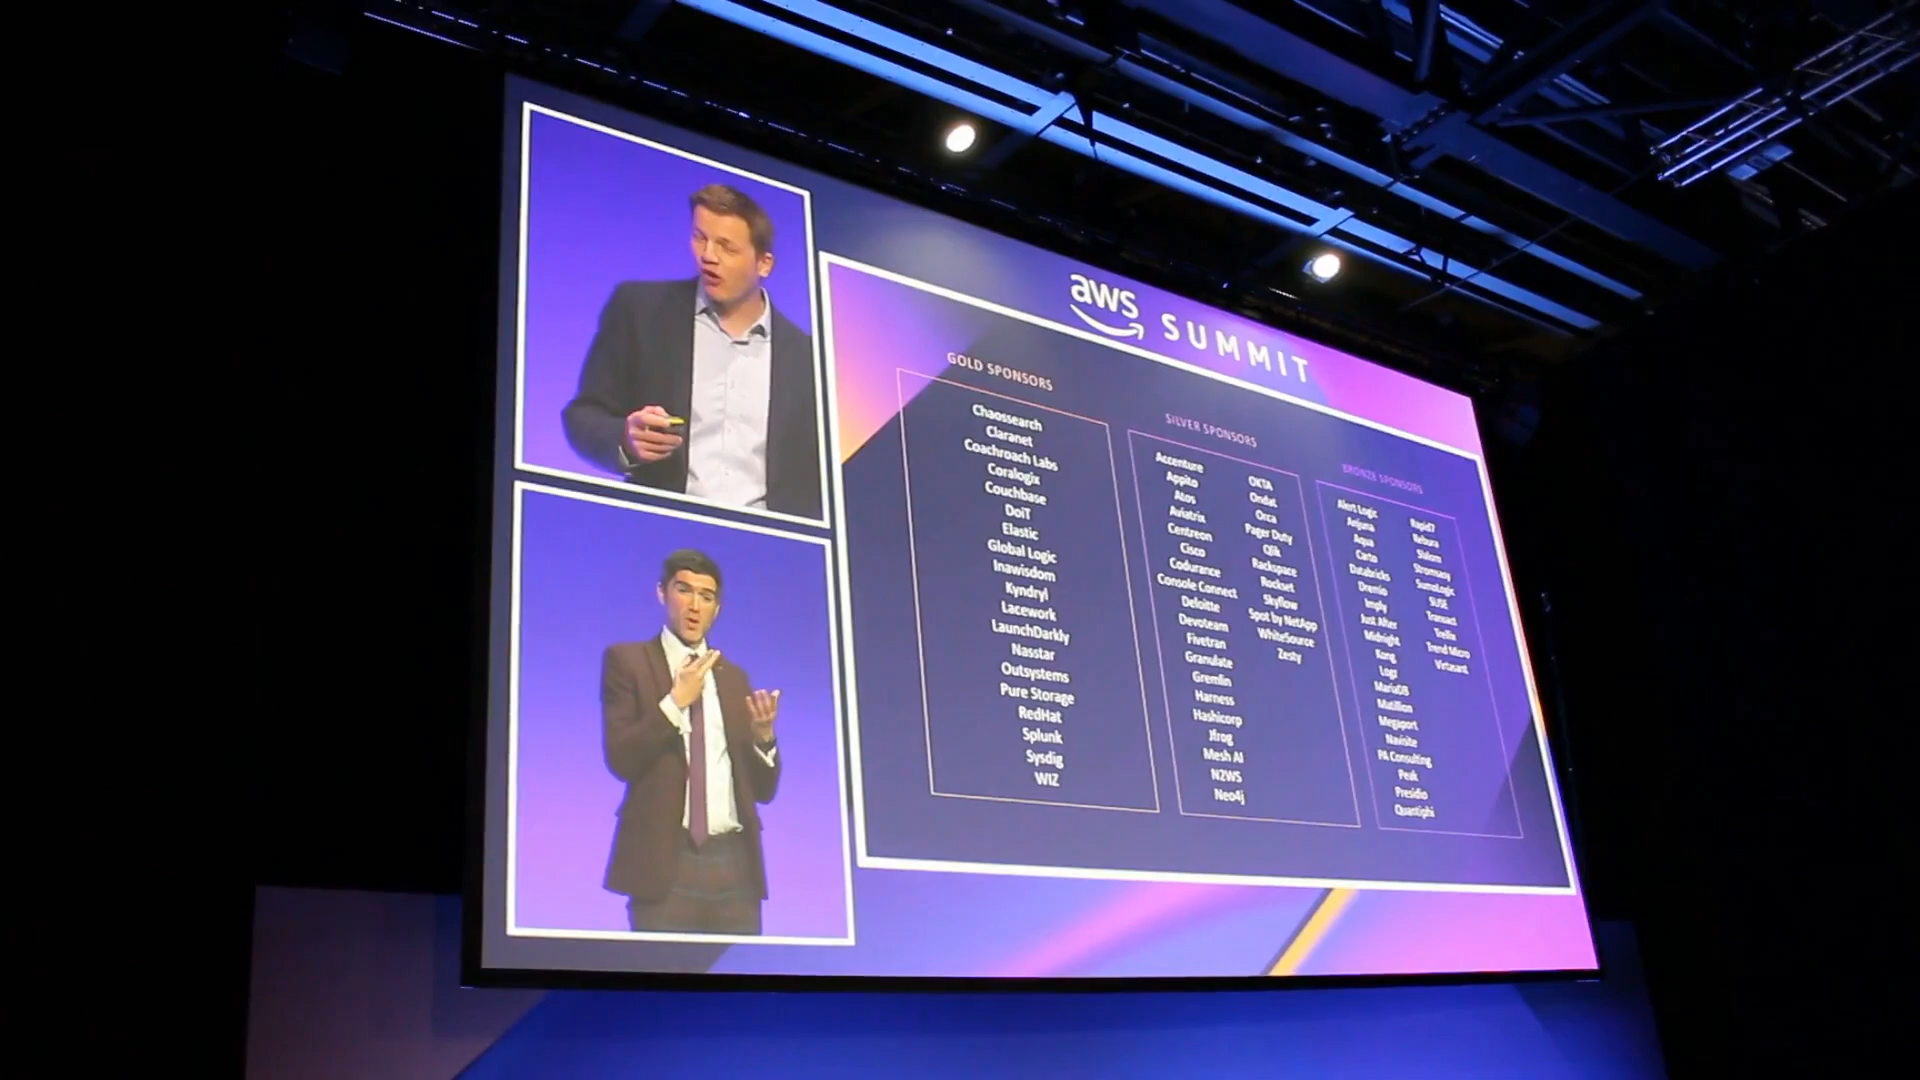 aws SUMMIT
GOLD SPONSORS
Chaossearch
Claranet
Coachroach Labs
Coralogix
Couchbase
DoiT
Elastic
Global Logic
Inawisdom
Kyndryl
Lacework
LaunchDarkly
Nasstar
Outsystems
Pure Storage
RedHat
Splunk
Sysdig
WIZ
SILVER SPONSORS
Accenture
Appito
Atos
Aviatrix
Centreon
Cisco
Codurance
Console Connect
Deloitte
Devoteam
Fivetran
Granulate
Gremlin
Harness
Hashicorp
Jfrog
Mesh AI
N2WS
Neo4j
OKTA
Ondat
Orca
Pager Duty
Qlik
Rackspace
Rockset
Skyflow
Spot by NetApp
WhiteSource
Zesty
BRONZE SPONSORS
Alert Logic
Anjuna
Aqua
Carto
Databricks
Dremio
Imply
Just After
Midnight
Kong
Logz
MariaDB
Matillion
Megaport
Navisite
PA Consulting
Peak
Presidio
Quantiphi
Rapid7
Rebura
Slalom
Stromasy
SumoLogic
SUSE
Transact
Trellix
Trend Micro
Virtasant